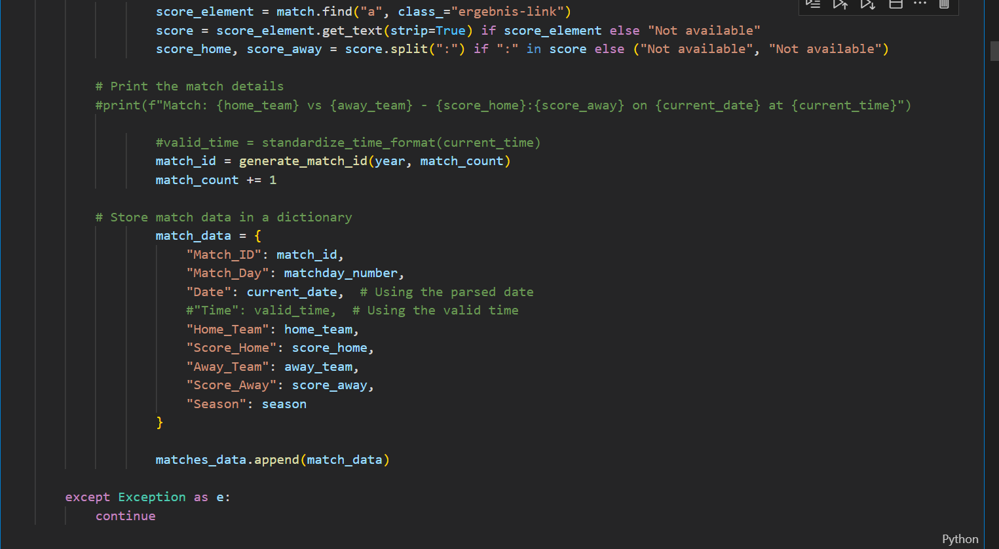 score_element = match.find("a", class_="ergebnis-link")
score = score_element.get_text(strip=True) if score_element else "Not available"
score_home, score_away = score.split(":") if ":" in score else ("Not available", "Not available")
# Print the match details
#print(f"Match: {home_team} vs {away_team} - {score_home}:{score_away} on {current_date} at {current_time}")
#valid_time = standardize_time_format(current_time)
match_id = generate_match_id(year, match_count)
match_count += 1
# Store match data in a dictionary
match_data = {
"Match_ID": match_id,
"Match_Day": matchday_number,
"Date": current_date,  # Using the parsed date
#"Time": valid_time,  # Using the valid time
"Home_Team": home_team,
"Score_Home": score_home,
"Away_Team": away_team,
"Score_Away": score_away,
"Season": season
}
matches_data.append(match_data)
except Exception as e:
continue
Python